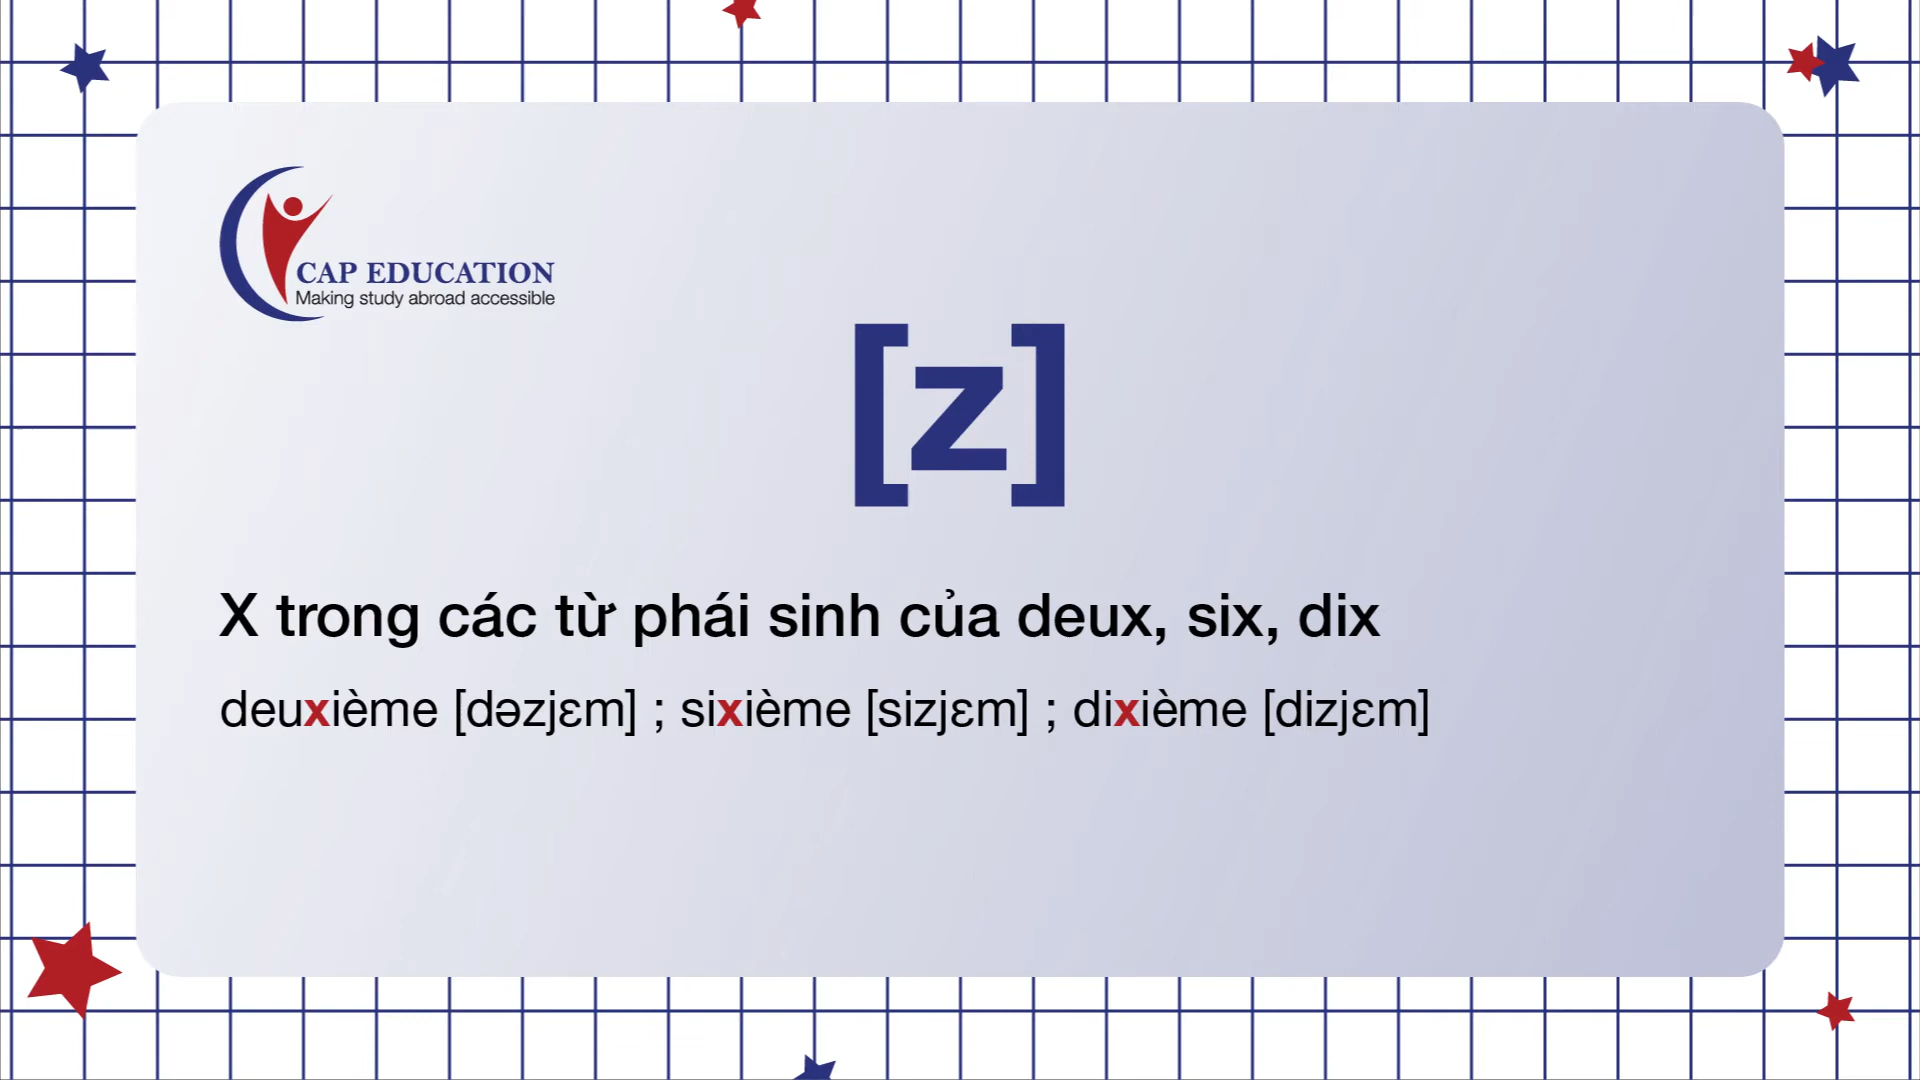 CAP EDUCATION
Making study abroad accessible
[z]
X trong các từ phái sinh của deux, six, dix
deuxième [dəzjɛm] ; sixième [sizjɛm] ; dixième [dizjɛm]